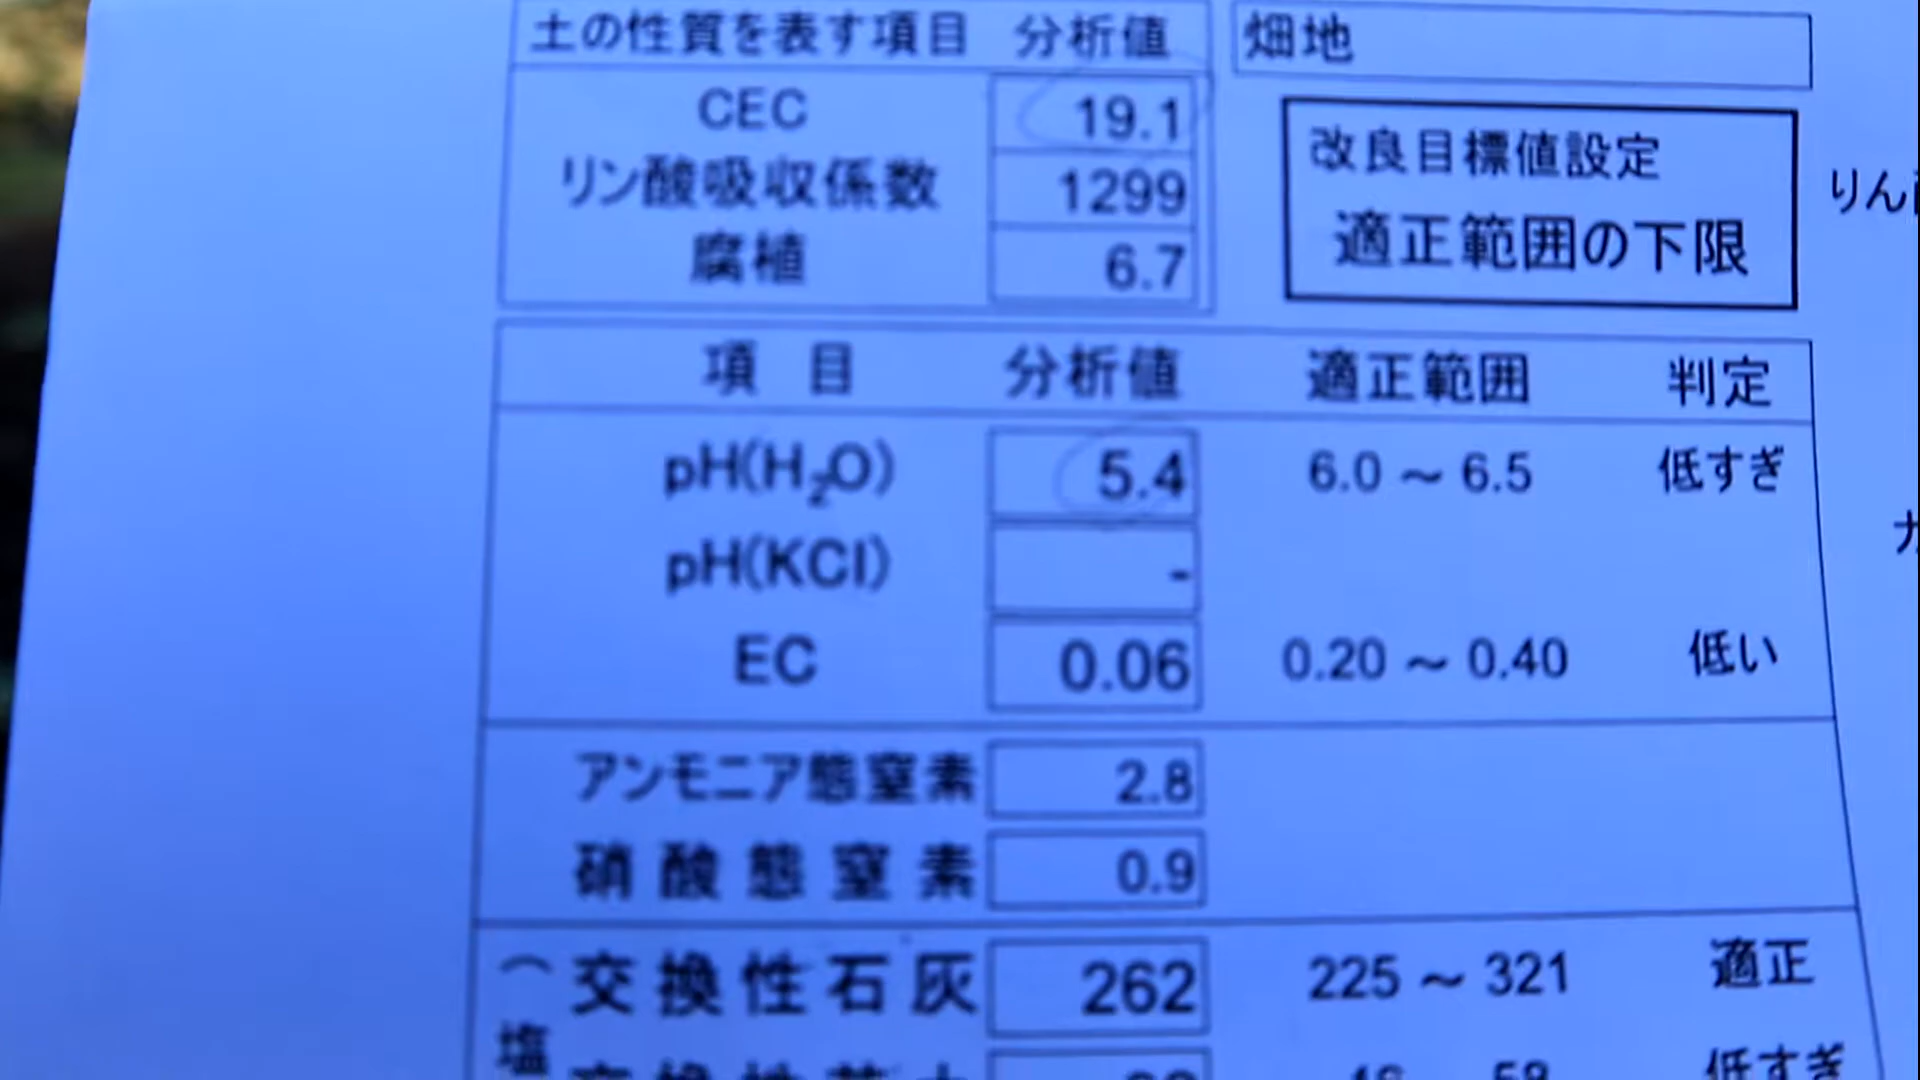 土の性質を表す項目 分析値 畑地
CEC 19.1
リン酸吸収係数 1299
腐植 6.7
改良目標値設定
適正範囲の下限
りん
項 目 分析値 適正範囲 判定
pH(H₂O) 5.4 6.0 ~ 6.5 低すぎ
pH(KCl) -
EC 0.06 0.20 ~ 0.40 低い
アンモニア態窒素 2.8
硝酸態窒素 0.9
交換性石灰 262 225 ~ 321 適正
塩
低すぎ